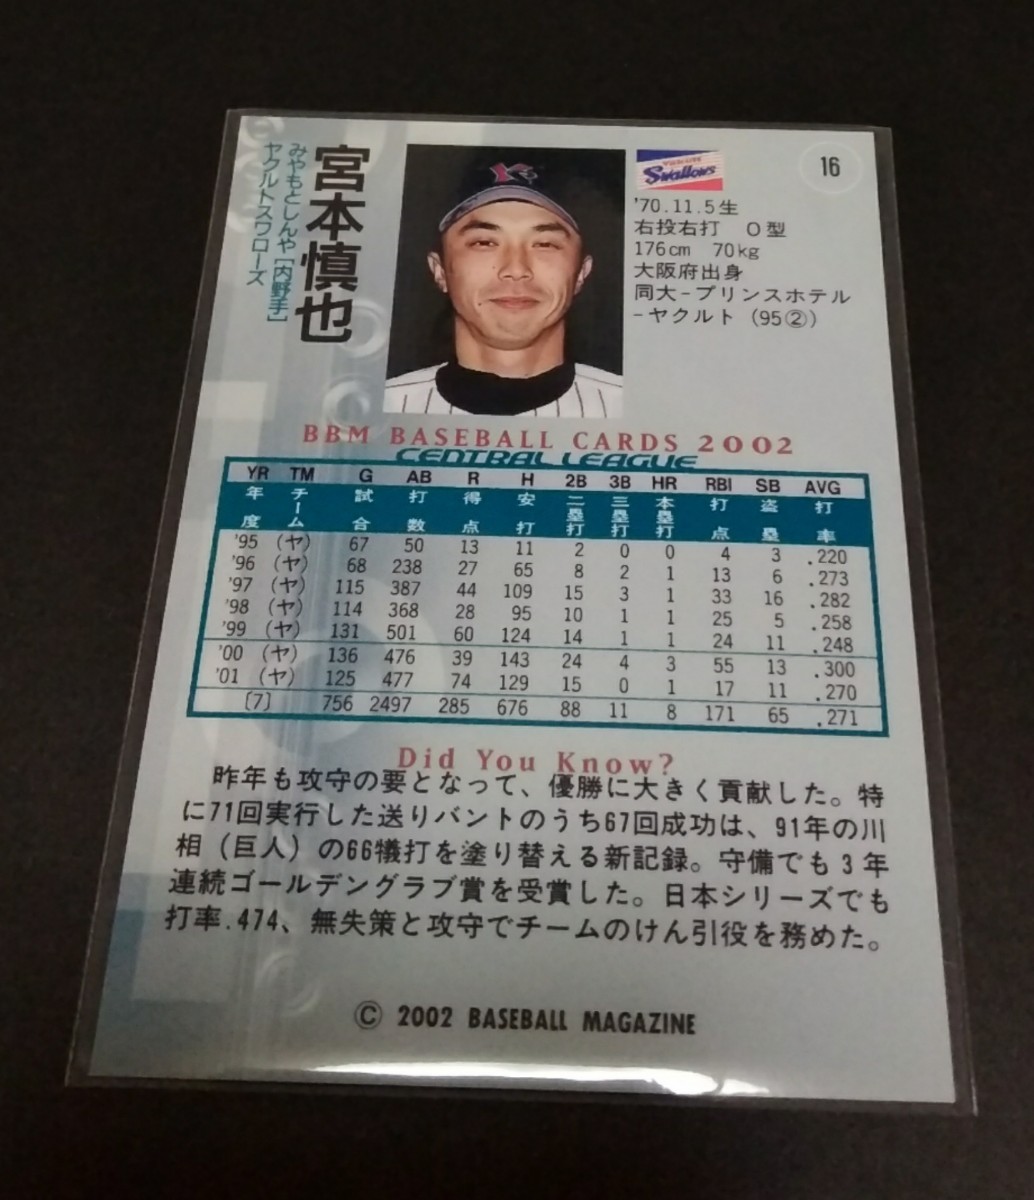 宮本慎也
みやもとしんや [内野手]
ヤクルトスワローズ
YAKULT
Swallows
16
'70.11.5生
右投右打 O型
176cm 70kg
大阪府出身
同大-プリンスホテル
-ヤクルト (95②)
BBM BASEBALL CARDS 2002
CENTRAL LEAGUE
YR TM G AB R H 2B 3B HR RBI SB AVG
年度 チーム 試合 打数 得点 安打 二塁打 三塁打 本塁打 打点 盗塁 打率
'95 (ヤ) 67 50 13 11 2 0 0 4 3 .220
'96 (ヤ) 68 238 27 65 8 2 1 13 6 .273
'97 (ヤ) 115 387 44 109 15 3 1 33 16 .282
'98 (ヤ) 114 368 28 95 10 1 1 25 5 .258
'99 (ヤ) 131 501 60 124 14 1 1 24 11 .248
'00 (ヤ) 136 476 39 143 24 4 3 55 13 .300
'01 (ヤ) 125 477 74 129 15 0 1 17 11 .270
[7] 756 2497 285 676 88 11 8 171 65 .271
Did You Know?
昨年も攻守の要となって、優勝に大きく貢献した。特
に71回実行した送りバントのうち67回成功は、91年の川
相（巨人）の66犠打を塗り替える新記録。守備でも3年
連続ゴールデングラブ賞を受賞した。日本シリーズでも
打率.474、無失策と攻守でチームのけん引役を務めた。
© 2002 BASEBALL MAGAZINE